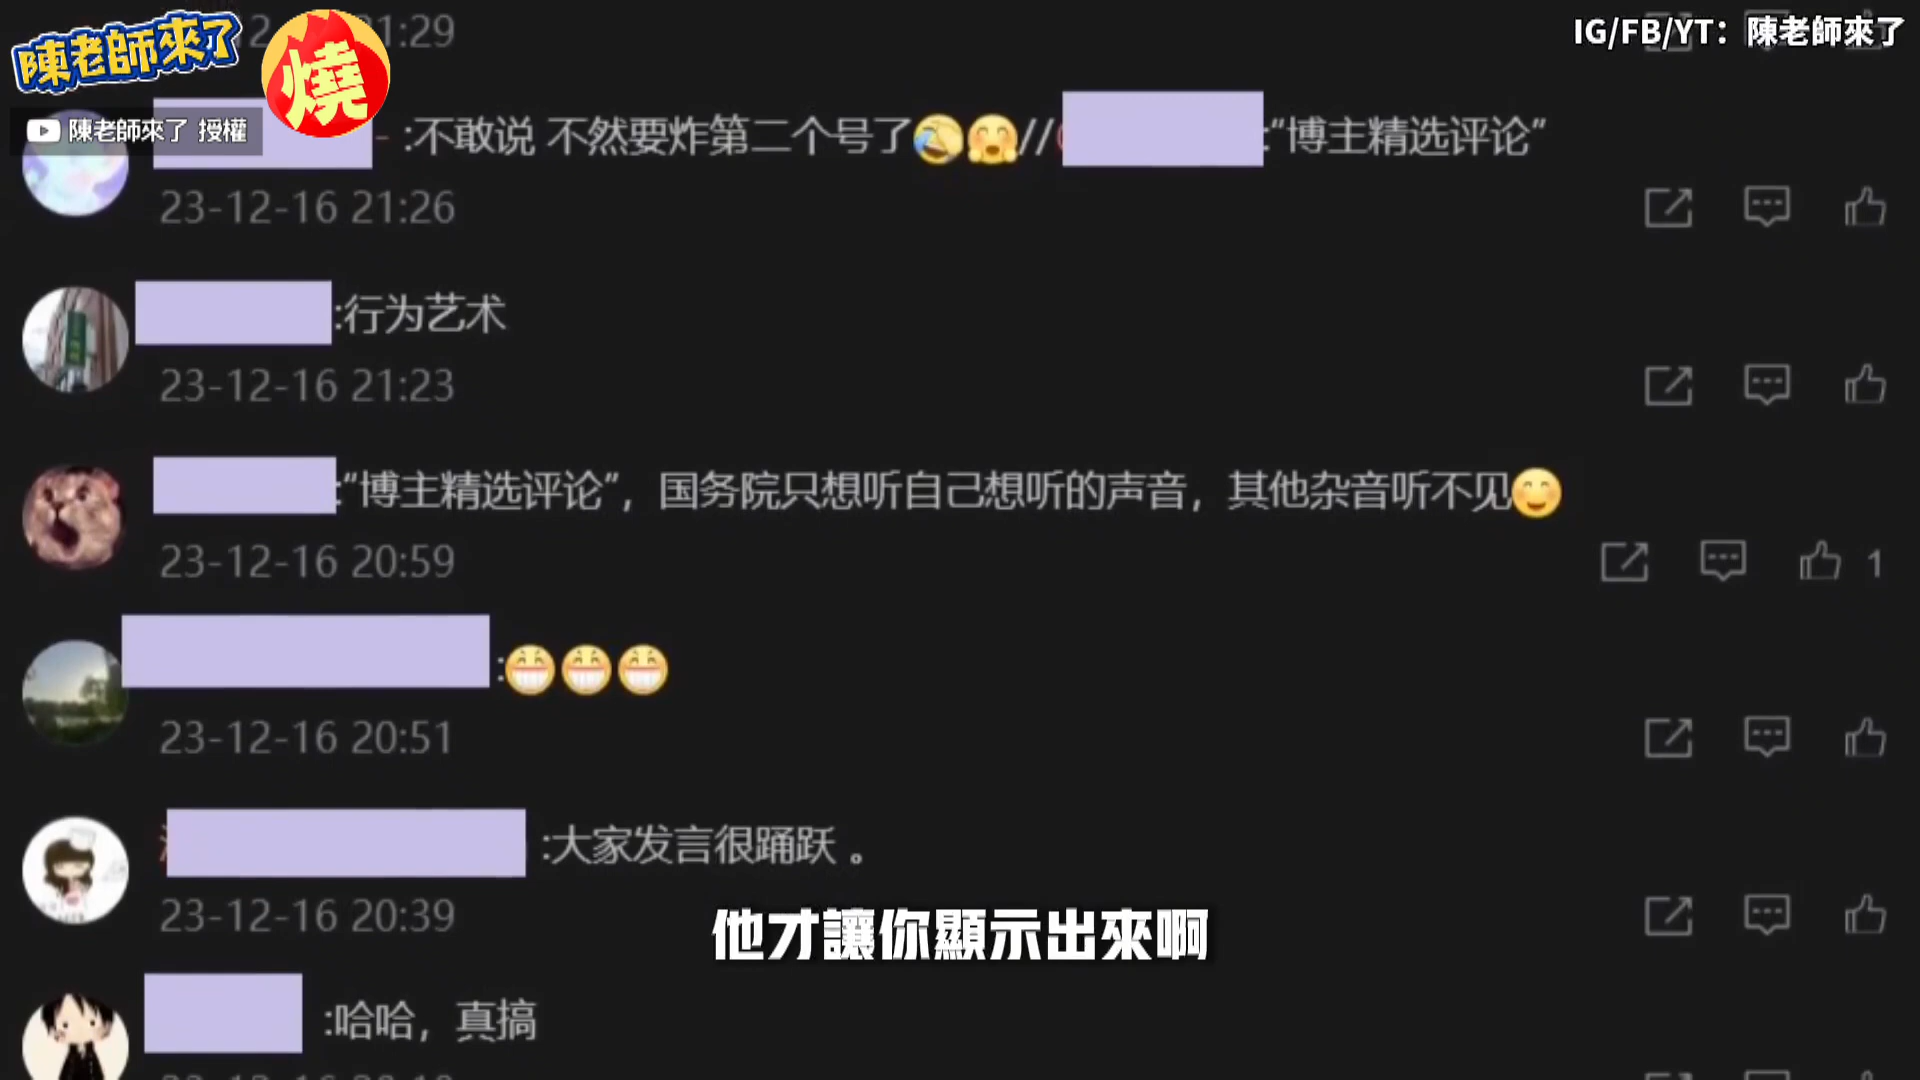 陳老師來了
燒
IG/FB/YT：陳老師來了
21:29
陳老師來了 授權
:不敢说 不然要炸第二个号了🤣🤗//
:“博主精选评论”
23-12-16 21:26
:行为艺术
23-12-16 21:23
:“博主精选评论”，国务院只想听自己想听的声音，其他杂音听不见😊
23-12-16 20:59
1
:😁😁😁
23-12-16 20:51
:大家发言很踊跃 。
23-12-16 20:39
他才讓你顯示出來啊
:哈哈，真搞